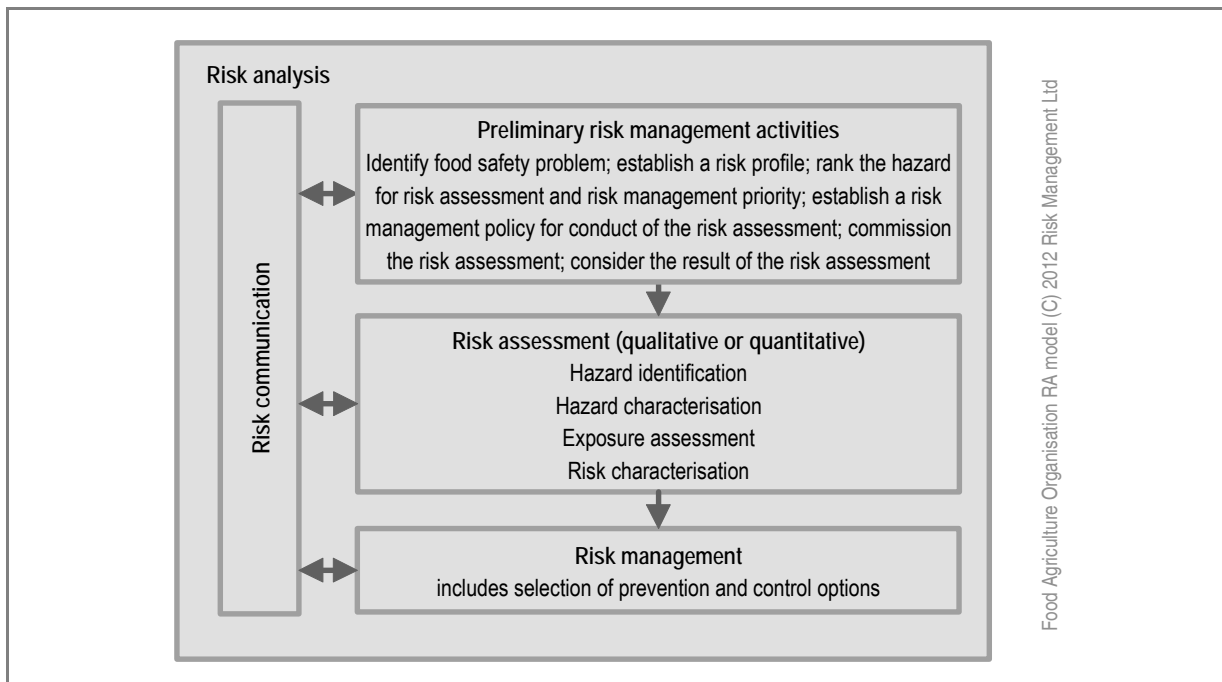 Risk analysis
Risk communication
Preliminary risk management activities
Identify food safety problem; establish a risk profile; rank the hazard
for risk assessment and risk management priority; establish a risk
management policy for conduct of the risk assessment; commission
the risk assessment; consider the result of the risk assessment
Risk assessment (qualitative or quantitative)
Hazard identification
Hazard characterisation
Exposure assessment
Risk characterisation
Risk management
includes selection of prevention and control options
Food Agriculture Organisation RA model (C) 2012 Risk Management Ltd